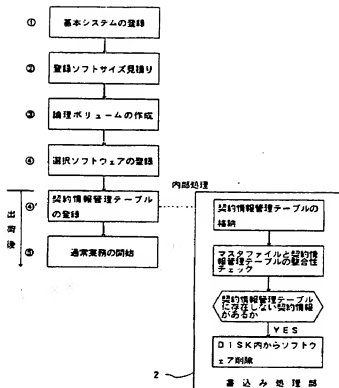 ① 基本システムの登録
② 登録ソフトサイズ見積り
③ 論理ボリュームの作成
④ 選択ソフトウェアの登録
内部処理
出荷後
④' 契約情報管理テーブル
の登録
⑤ 通常業務の開始
契約情報管理テーブルの
格納
マスタファイルと契約情
報管理テーブルの整合性
チェック
契約情報管理テーブル
に存在しない契約情報
があるか
YES
DISK内からソフトウ
ェア削除
2
書込み処理部